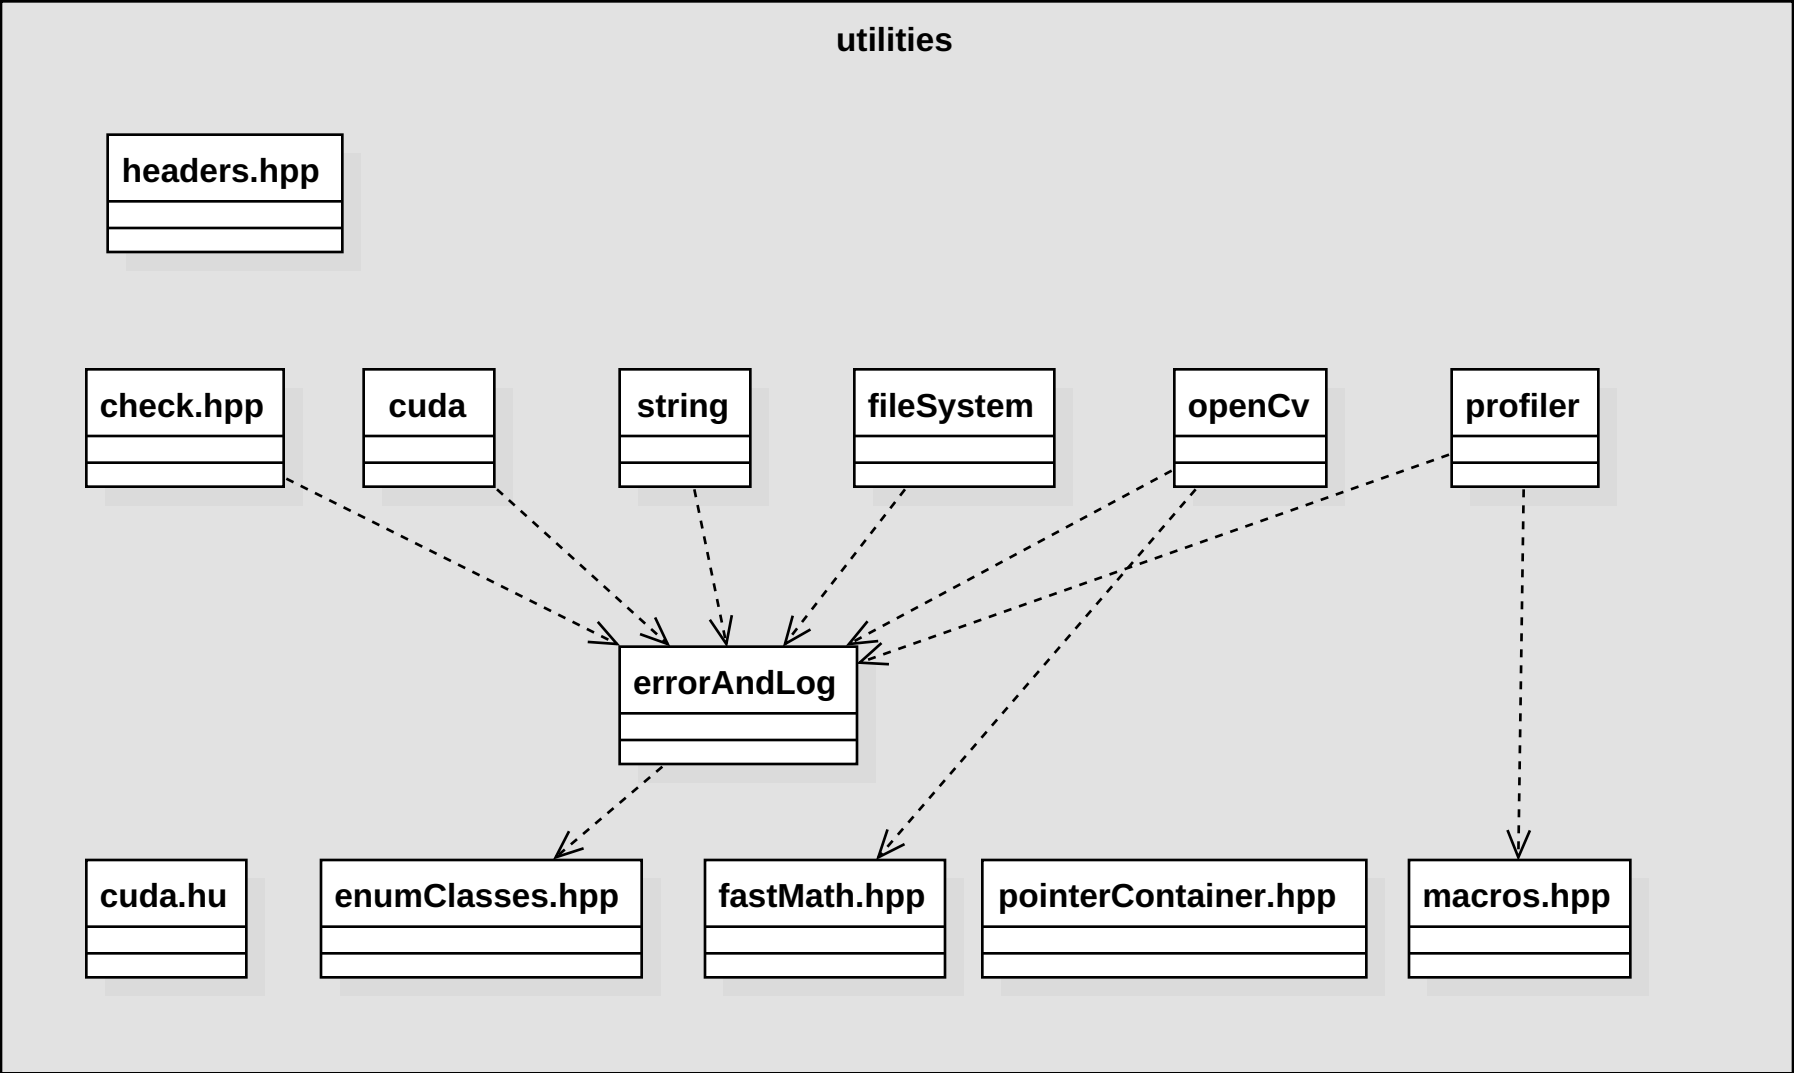 utilities
headers.hpp
check.hpp
cuda
string
fileSystem
openCv
profiler
errorAndLog
cuda.hu
enumClasses.hpp
fastMath.hpp
pointerContainer.hpp
macros.hpp